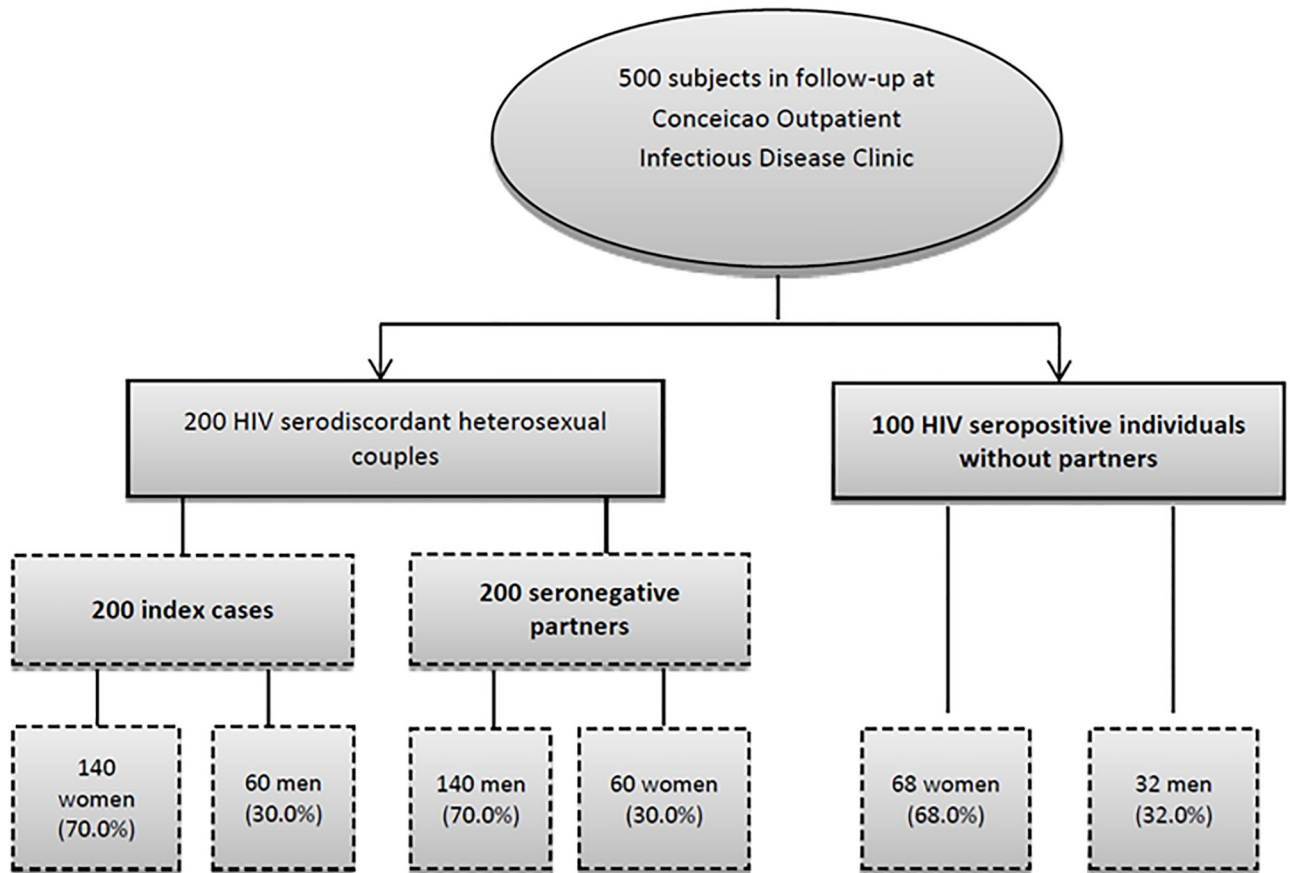 500 subjects in follow-up at
Conceicao Outpatient
Infectious Disease Clinic
200 HIV serodiscordant heterosexual
couples
100 HIV seropositive individuals
without partners
200 index cases
200 seronegative
partners
140
women
(70.0%)
60 men
(30.0%)
140 men
(70.0%)
60 women
(30.0%)
68 women
(68.0%)
32 men
(32.0%)